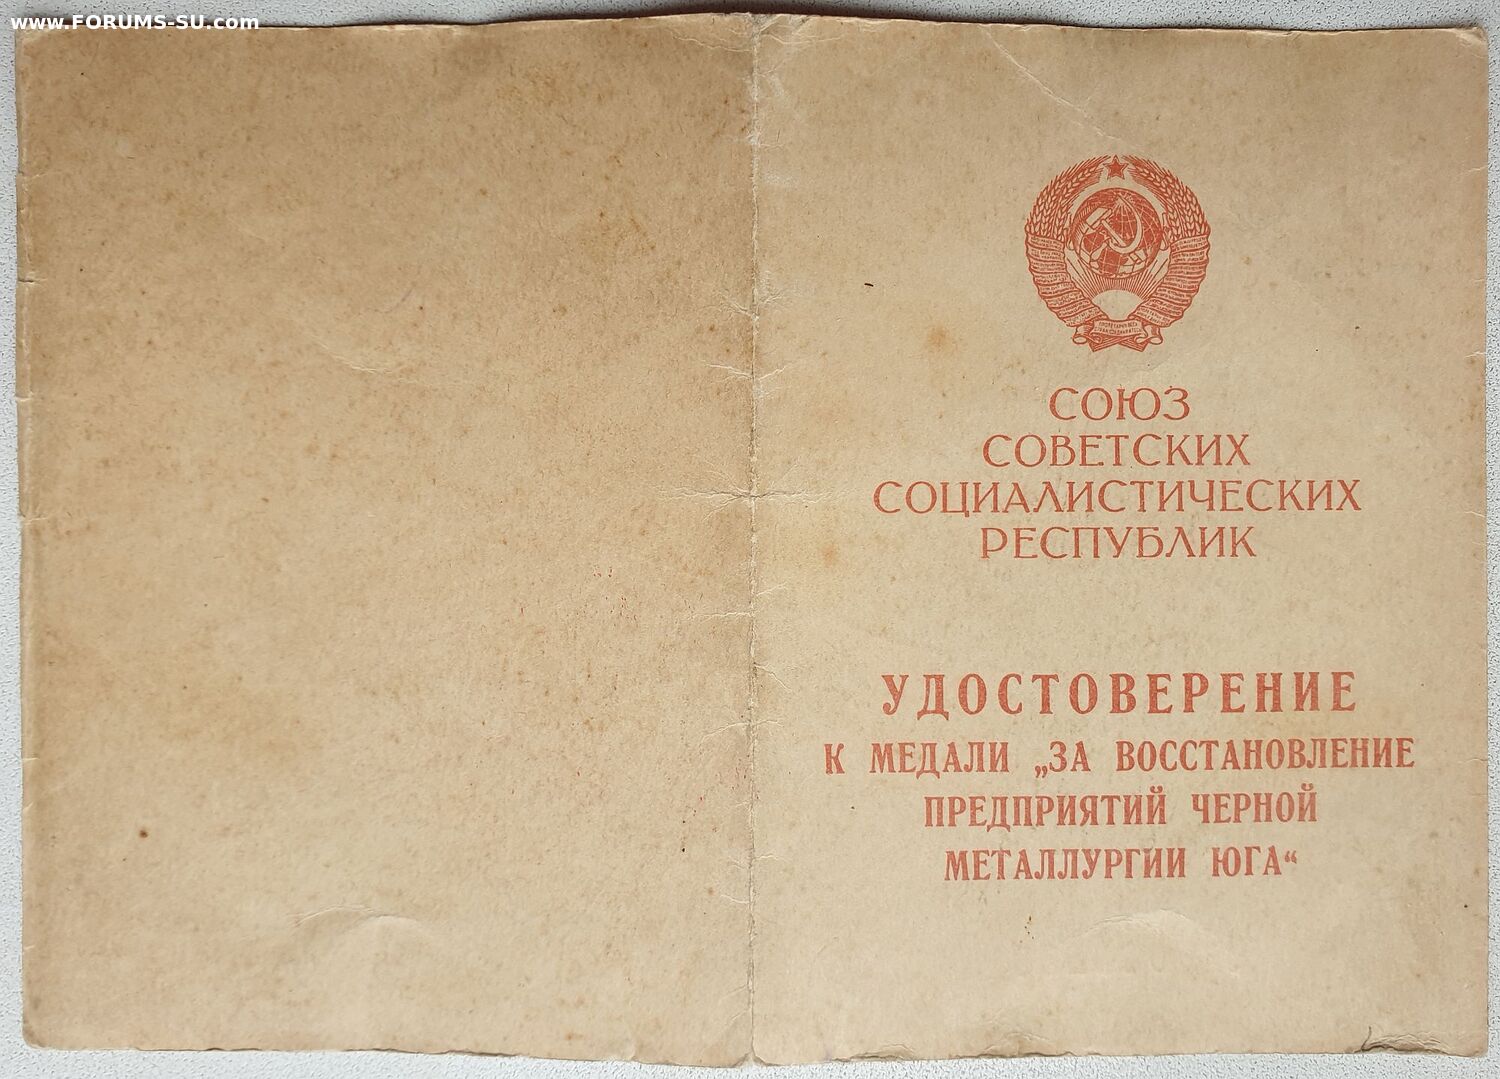 www.FORUMS-SU.com
СОЮЗ
СОВЕТСКИХ
СОЦИАЛИСТИЧЕСКИХ
РЕСПУБЛИК
УДОСТОВЕРЕНИЕ
К МЕДАЛИ „ЗА ВОССТАНОВЛЕНИЕ
ПРЕДПРИЯТИЙ ЧЕРНОЙ
МЕТАЛЛУРГИИ ЮГА“